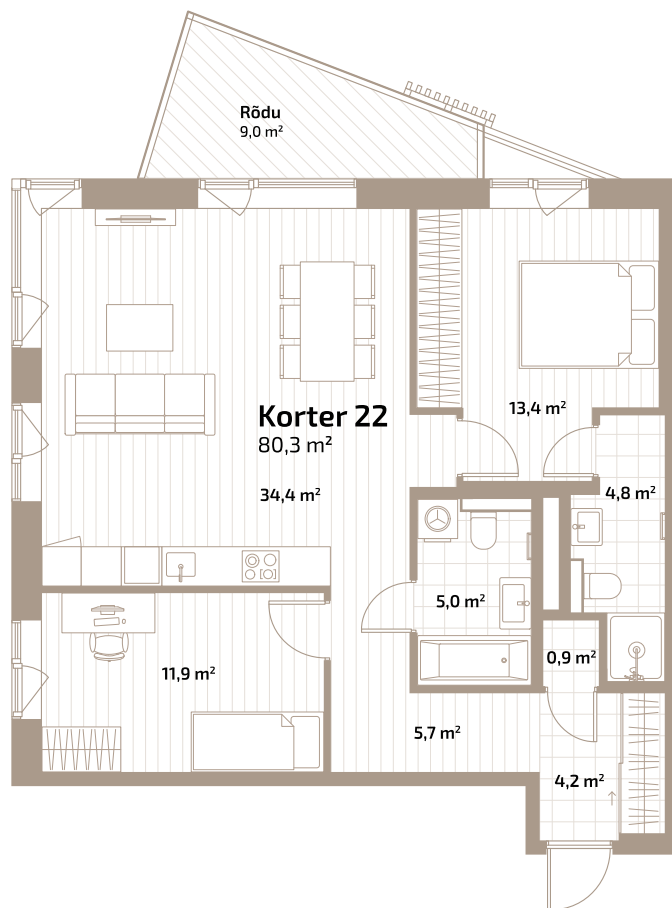 Rõdu
9,0 m²
Korter 22
80,3 m²
13,4 m²
34,4 m²
4,8 m²
5,0 m²
0,9 m²
11,9 m²
5,7 m²
4,2 m²